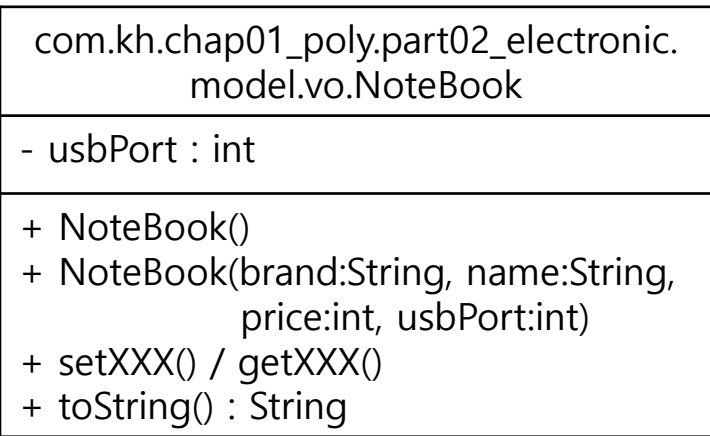 com.kh.chap01_poly.part02_electronic.
model.vo.NoteBook
- usbPort : int
+ NoteBook()
+ NoteBook(brand:String, name:String,
price:int, usbPort:int)
+ setXXX() / getXXX()
+ toString() : String